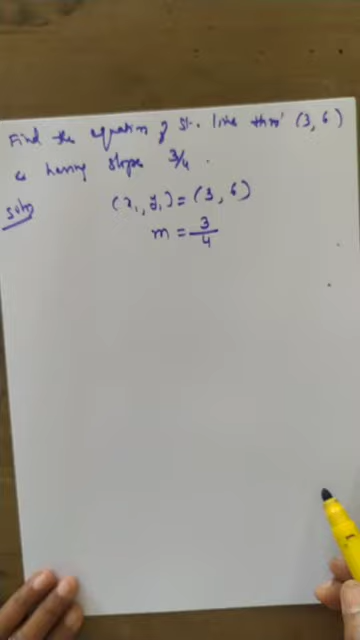 Find the equation of St. line thro' (3, 6)
& having slope 3/4 .
Soln
(x₁, y₁) = (3, 6)
m = 3/4